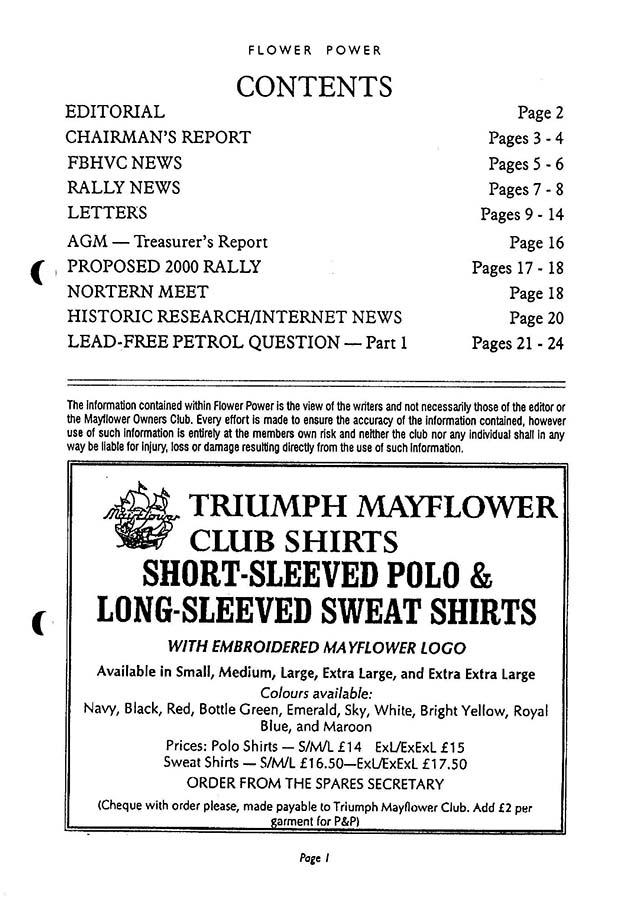 FLOWER POWER
CONTENTS
EDITORIAL Page 2
CHAIRMAN'S REPORT Pages 3 - 4
FBHVC NEWS Pages 5 - 6
RALLY NEWS Pages 7 - 8
LETTERS Pages 9 - 14
AGM — Treasurer's Report Page 16
PROPOSED 2000 RALLY Pages 17 - 18
NORTERN MEET Page 18
HISTORIC RESEARCH/INTERNET NEWS Page 20
LEAD-FREE PETROL QUESTION — Part 1 Pages 21 - 24
The information contained within Flower Power is the view of the writers and not necessarily those of the editor or
the Mayflower Owners Club. Every effort is made to ensure the accuracy of the information contained, however
use of such information is entirely at the members own risk and neither the club nor any individual shall in any
way be liable for injury, loss or damage resulting directly from the use of such information.
Mayflower
TRIUMPH MAYFLOWER
CLUB SHIRTS
SHORT-SLEEVED POLO &
LONG-SLEEVED SWEAT SHIRTS
WITH EMBROIDERED MAYFLOWER LOGO
Available in Small, Medium, Large, Extra Large, and Extra Extra Large
Colours available:
Navy, Black, Red, Bottle Green, Emerald, Sky, White, Bright Yellow, Royal
Blue, and Maroon
Prices: Polo Shirts — S/M/L £14 ExL/ExExL £15
Sweat Shirts — S/M/L £16.50—ExL/ExExL £17.50
ORDER FROM THE SPARES SECRETARY
(Cheque with order please, made payable to Triumph Mayflower Club. Add £2 per
garment for P&P)
Page 1